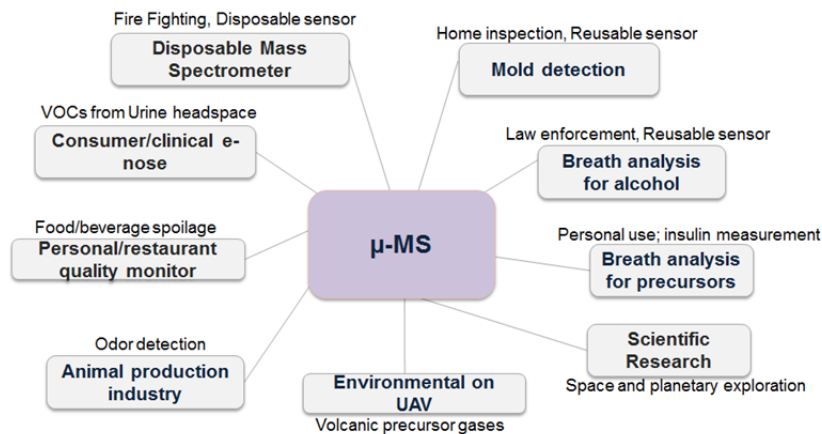 Fire Fighting, Disposable sensor
Disposable Mass
Spectrometer
Home inspection, Reusable sensor
Mold detection
VOCs from Urine headspace
Consumer/clinical e-
nose
Law enforcement, Reusable sensor
Breath analysis
for alcohol
µ-MS
Food/beverage spoilage
Personal/restaurant
quality monitor
Personal use; insulin measurement
Breath analysis
for precursors
Odor detection
Animal production
industry
Environmental on
UAV
Volcanic precursor gases
Scientific
Research
Space and planetary exploration